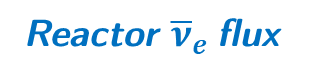 Reactor ν̅ₑ flux